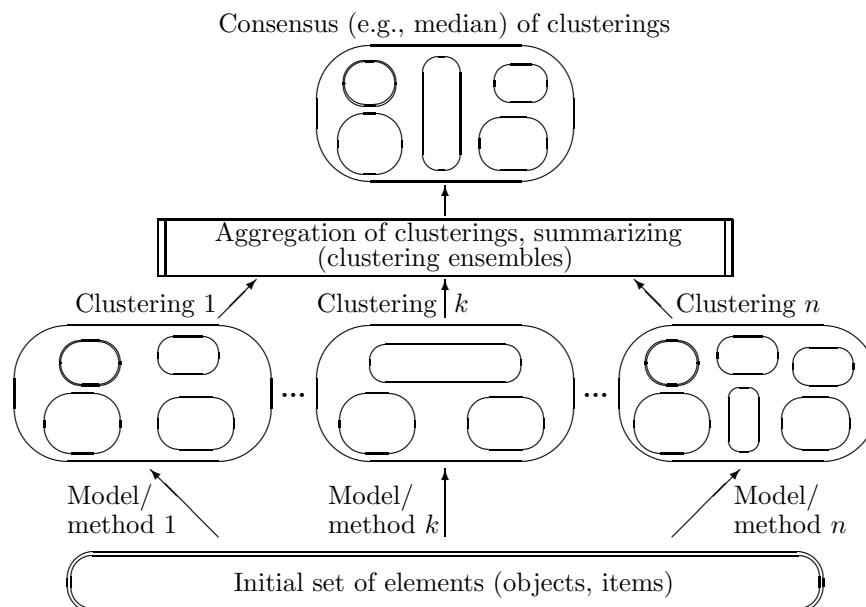 Consensus (e.g., median) of clusterings
Aggregation of clusterings, summarizing
(clustering ensembles)
Clustering 1
Clustering k
Clustering n
...
...
Model/
method 1
Model/
method k
Model/
method n
Initial set of elements (objects, items)